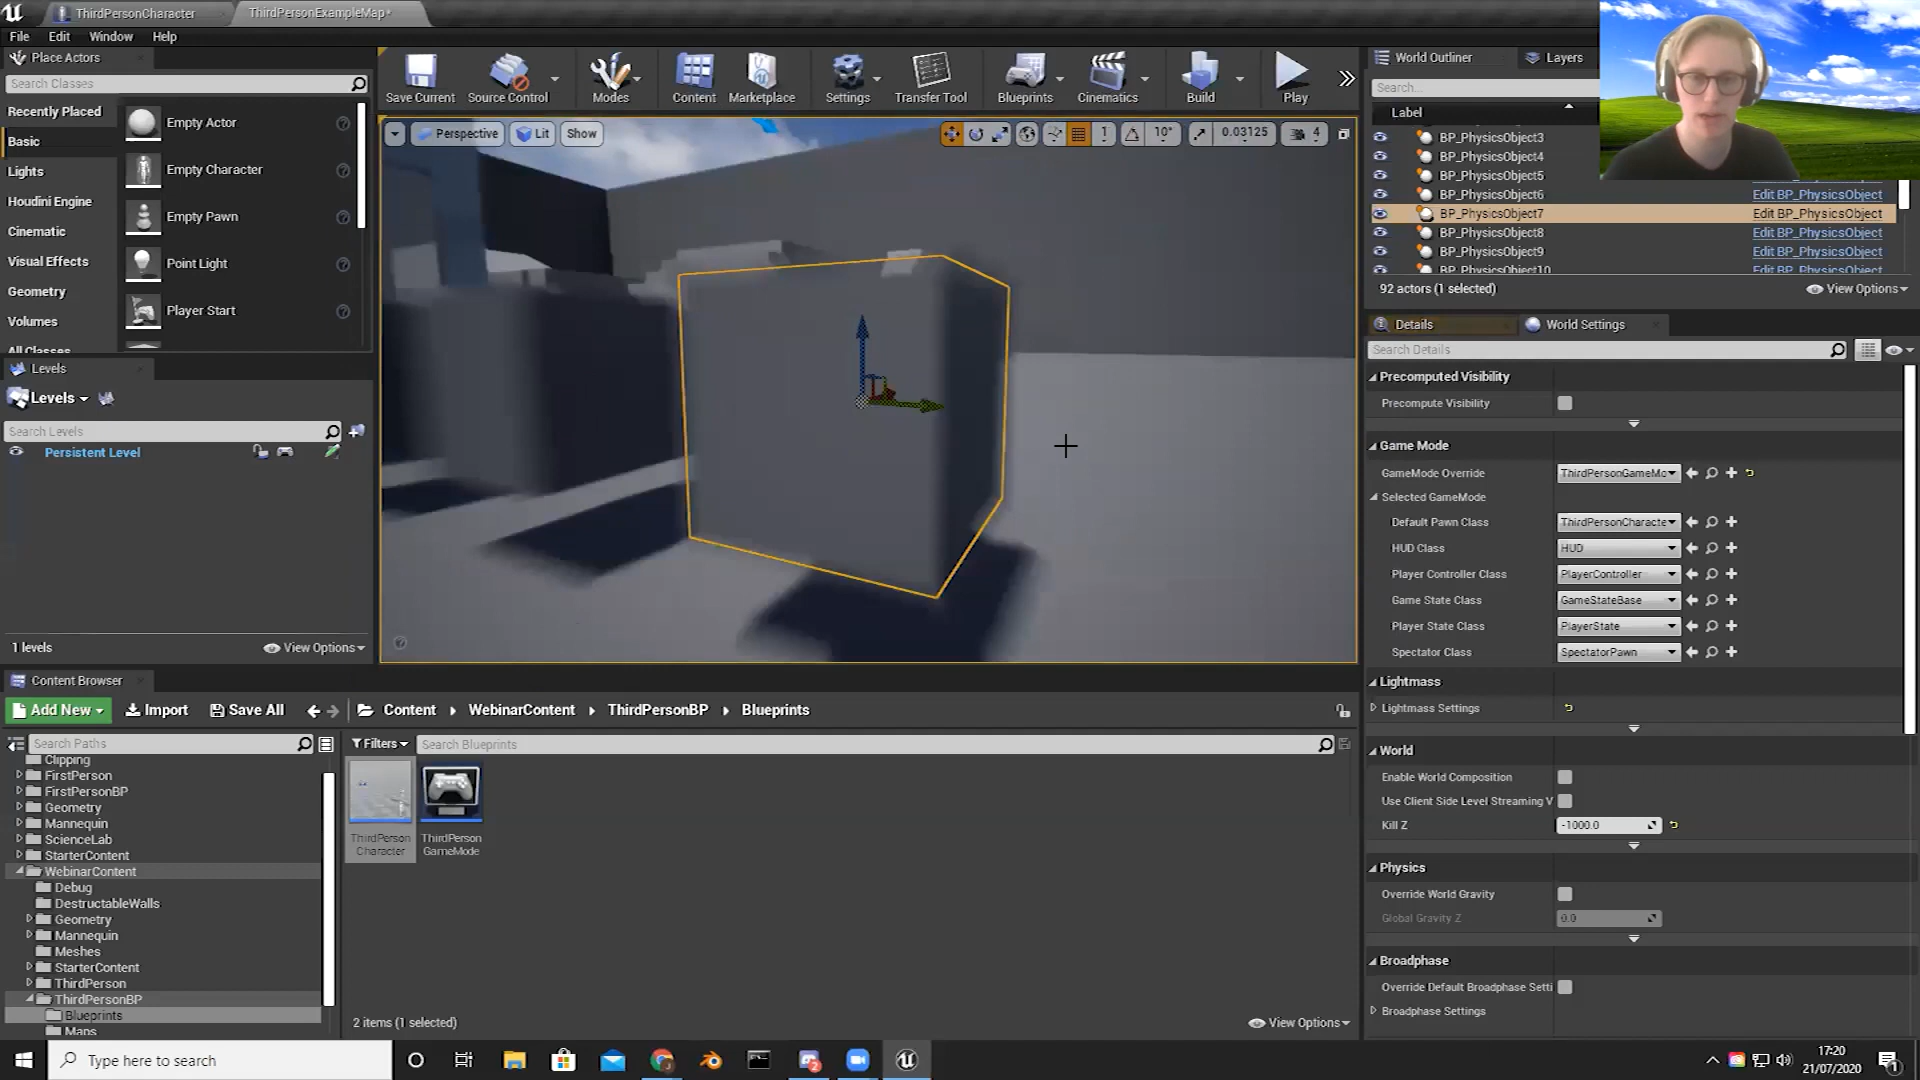 ThirdPersonCharacter
ThirdPersonExampleMap*
File Edit Window Help
Place Actors
Search Classes
Recently Placed
Basic
Lights
Houdini Engine
Cinematic
Visual Effects
Geometry
Volumes
All Classes
Empty Actor
Empty Character
Empty Pawn
Point Light
Player Start
Levels
Levels
Search Levels
Persistent Level
1 levels
View Options
Save Current
Source Control
Modes
Content
Marketplace
Settings
Transfer Tool
Blueprints
Cinematics
Build
Play
Perspective
Lit
Show
1
10°
0.03125
4
World Outliner
Layers
Search...
Label
BP_PhysicsObject3
BP_PhysicsObject4
BP_PhysicsObject5
BP_PhysicsObject6 Edit BP_PhysicsObject
BP_PhysicsObject7 Edit BP_PhysicsObject
BP_PhysicsObject8 Edit BP_PhysicsObject
BP_PhysicsObject9 Edit BP_PhysicsObject
BP_PhysicsObject10 Edit BP_PhysicsObject
92 actors (1 selected)
View Options
Details
World Settings
Search Details
Precomputed Visibility
Precompute Visibility
Game Mode
GameMode Override ThirdPersonGameMo
Selected GameMode
Default Pawn Class ThirdPersonCharacte
HUD Class HUD
Player Controller Class PlayerController
Game State Class GameStateBase
Player State Class PlayerState
Spectator Class SpectatorPawn
Lightmass
Lightmass Settings
World
Enable World Composition
Use Client Side Level Streaming V
Kill Z -1000.0
Physics
Override World Gravity
Global Gravity Z 0.0
Broadphase
Override Default Broadphase Setti
Broadphase Settings
Content Browser
Add New
Import
Save All
Content
WebinarContent
ThirdPersonBP
Blueprints
Search Paths
Filters
Search Blueprints
Clipping
FirstPerson
FirstPersonBP
Geometry
Mannequin
ScienceLab
StarterContent
WebinarContent
Debug
DestructableWalls
Geometry
Mannequin
Meshes
StarterContent
ThirdPerson
ThirdPersonBP
Blueprints
Maps
ThirdPerson
Character
ThirdPerson
GameMode
2 items (1 selected)
View Options
Type here to search
2
17:20
21/07/2020
1